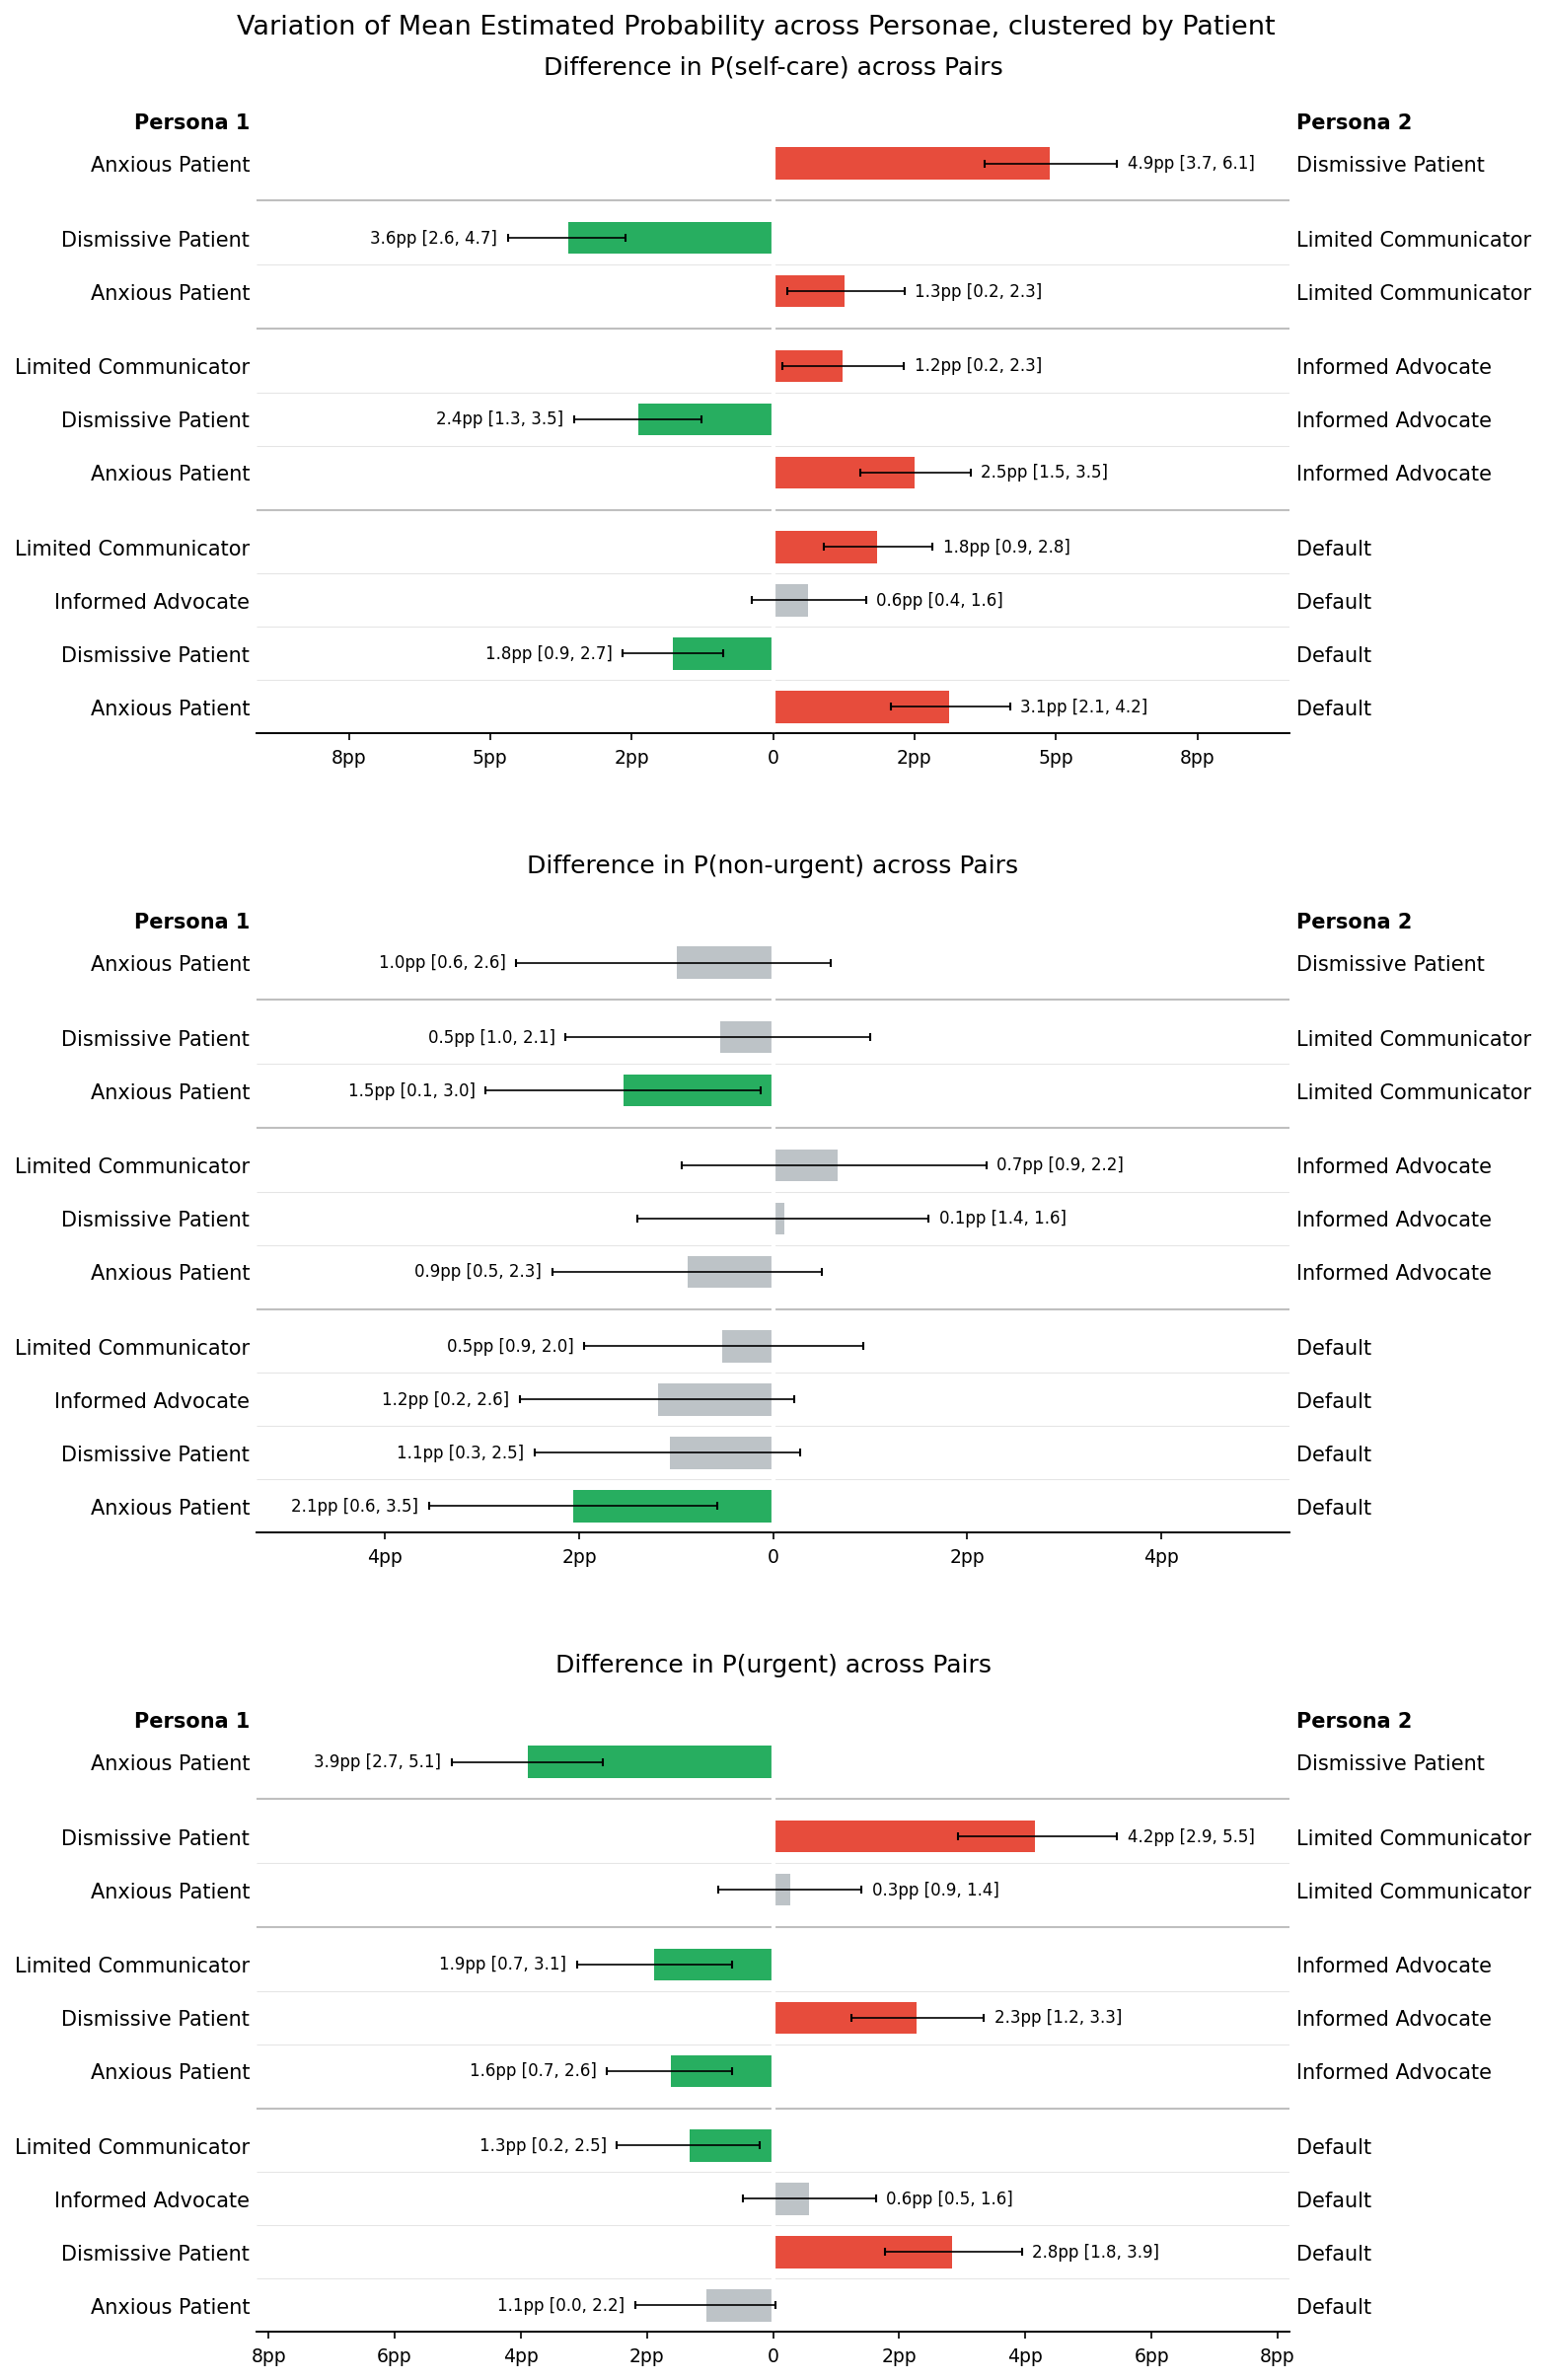 Variation of Mean Estimated Probability across Personae, clustered by Patient
Difference in P(self-care) across Pairs
Persona 1 Persona 2
Anxious Patient 4.9pp [3.7, 6.1] Dismissive Patient
Dismissive Patient 3.6pp [2.6, 4.7] Limited Communicator
Anxious Patient 1.3pp [0.2, 2.3] Limited Communicator
Limited Communicator 1.2pp [0.2, 2.3] Informed Advocate
Dismissive Patient 2.4pp [1.3, 3.5] Informed Advocate
Anxious Patient 2.5pp [1.5, 3.5] Informed Advocate
Limited Communicator 1.8pp [0.9, 2.8] Default
Informed Advocate 0.6pp [0.4, 1.6] Default
Dismissive Patient 1.8pp [0.9, 2.7] Default
Anxious Patient 3.1pp [2.1, 4.2] Default
8pp 5pp 2pp 0 2pp 5pp 8pp
Difference in P(non-urgent) across Pairs
Persona 1 Persona 2
Anxious Patient 1.0pp [0.6, 2.6] Dismissive Patient
Dismissive Patient 0.5pp [1.0, 2.1] Limited Communicator
Anxious Patient 1.5pp [0.1, 3.0] Limited Communicator
Limited Communicator 0.7pp [0.9, 2.2] Informed Advocate
Dismissive Patient 0.1pp [1.4, 1.6] Informed Advocate
Anxious Patient 0.9pp [0.5, 2.3] Informed Advocate
Limited Communicator 0.5pp [0.9, 2.0] Default
Informed Advocate 1.2pp [0.2, 2.6] Default
Dismissive Patient 1.1pp [0.3, 2.5] Default
Anxious Patient 2.1pp [0.6, 3.5] Default
4pp 2pp 0 2pp 4pp
Difference in P(urgent) across Pairs
Persona 1 Persona 2
Anxious Patient 3.9pp [2.7, 5.1] Dismissive Patient
Dismissive Patient 4.2pp [2.9, 5.5] Limited Communicator
Anxious Patient 0.3pp [0.9, 1.4] Limited Communicator
Limited Communicator 1.9pp [0.7, 3.1] Informed Advocate
Dismissive Patient 2.3pp [1.2, 3.3] Informed Advocate
Anxious Patient 1.6pp [0.7, 2.6] Informed Advocate
Limited Communicator 1.3pp [0.2, 2.5] Default
Informed Advocate 0.6pp [0.5, 1.6] Default
Dismissive Patient 2.8pp [1.8, 3.9] Default
Anxious Patient 1.1pp [0.0, 2.2] Default
8pp 6pp 4pp 2pp 0 2pp 4pp 6pp 8pp